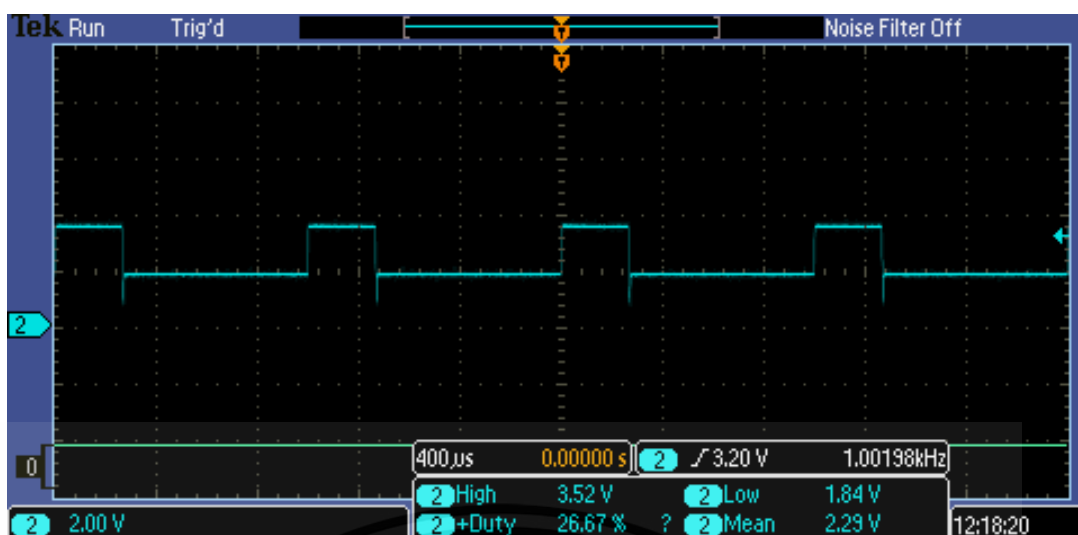 Tek Run Trig'd Noise Filter Off
T
T
2
0
400µs 0.00000 s 2 3.20 V 1.00198kHz
2 High 3.52 V 2 Low 1.84 V
2 2.00 V 2 +Duty 26.67 % ? 2 Mean 2.29 V 12:18:20